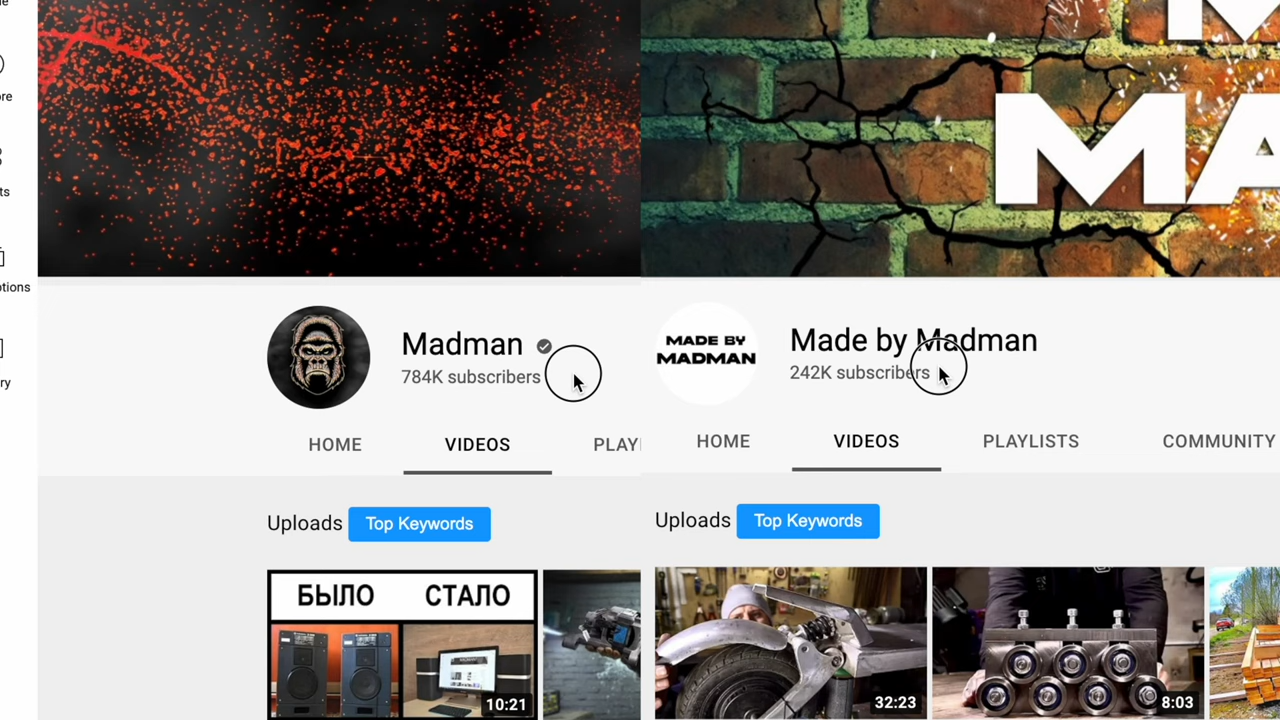 MA
Madman
784K subscribers
HOME
VIDEOS
Uploads
Top Keywords
БЫЛО СТАЛО
10:21
MADE BY
MADMAN
Made by Madman
242K subscribers
HOME
VIDEOS
PLAYLISTS
COMMUNITY
Uploads
Top Keywords
32:23
8:03